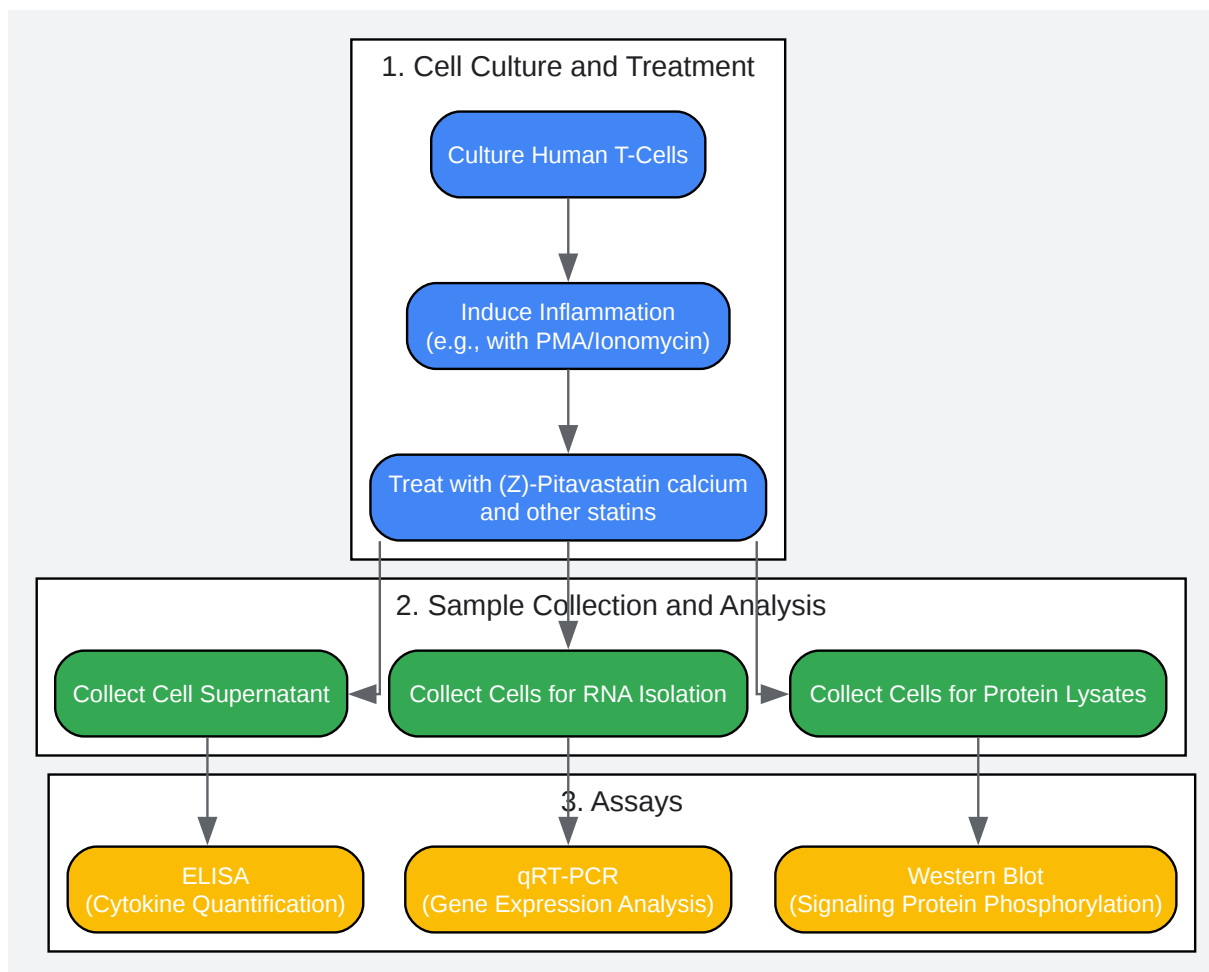 1. Cell Culture and Treatment
Culture Human T-Cells
Induce Inflammation
(e.g., with PMA/Ionomycin)
Treat with (Z)-Pitavastatin calcium
and other statins
2. Sample Collection and Analysis
Collect Cell Supernatant
Collect Cells for RNA Isolation
Collect Cells for Protein Lysates
3. Assays
ELISA
(Cytokine Quantification)
qRT-PCR
(Gene Expression Analysis)
Western Blot
(Signaling Protein Phosphorylation)